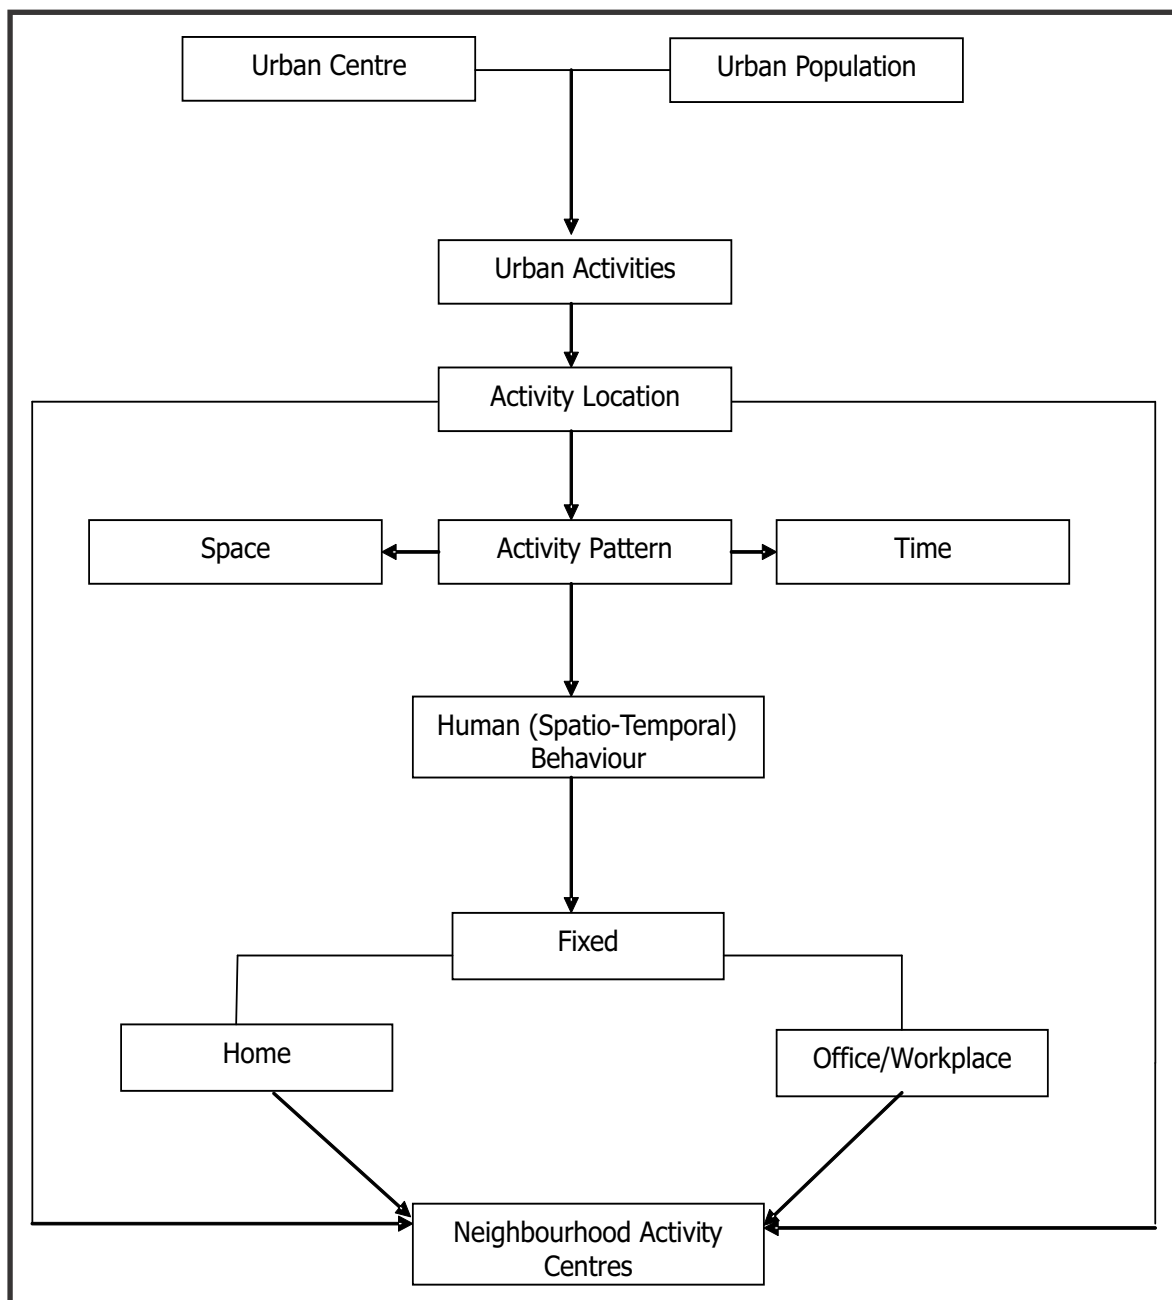 Urban Centre
Urban Population
Urban Activities
Activity Location
Space
Activity Pattern
Time
Human (Spatio-Temporal)
Behaviour
Fixed
Home
Office/Workplace
Neighbourhood Activity
Centres